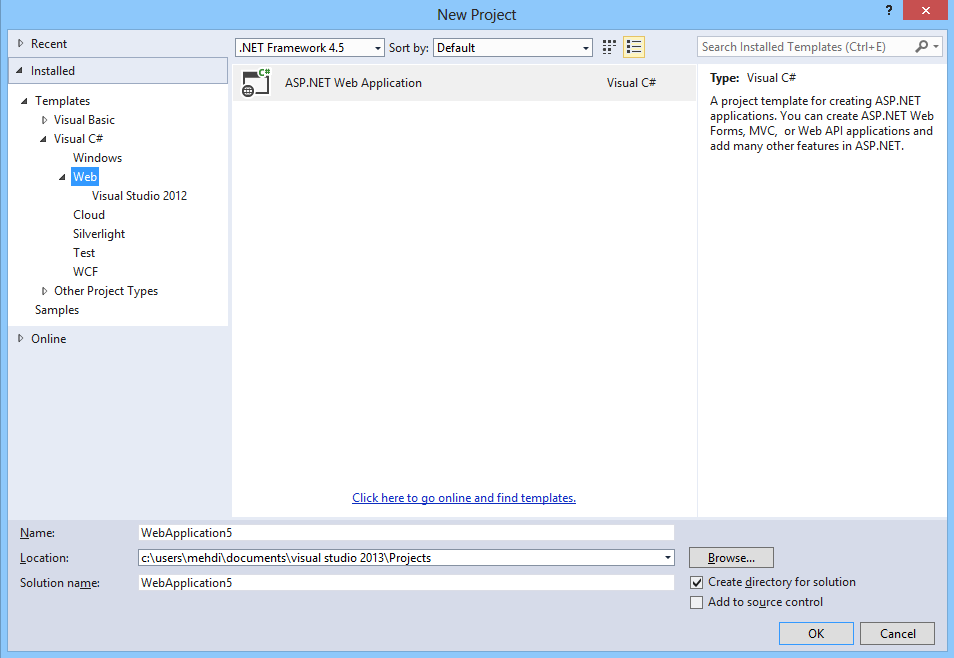 New Project
?
Recent
Installed
Templates
Visual Basic
Visual C#
Windows
Web
Visual Studio 2012
Cloud
Silverlight
Test
WCF
Other Project Types
Samples
Online
.NET Framework 4.5 Sort by: Default
C# ASP.NET Web Application Visual C#
Click here to go online and find templates.
Search Installed Templates (Ctrl+E)
Type: Visual C#
A project template for creating ASP.NET
applications. You can create ASP.NET Web
Forms, MVC, or Web API applications and
add many other features in ASP.NET.
Name: WebApplication5
Location: c:\users\mehdi\documents\visual studio 2013\Projects Browse...
Solution name: WebApplication5
Create directory for solution
Add to source control
OK Cancel